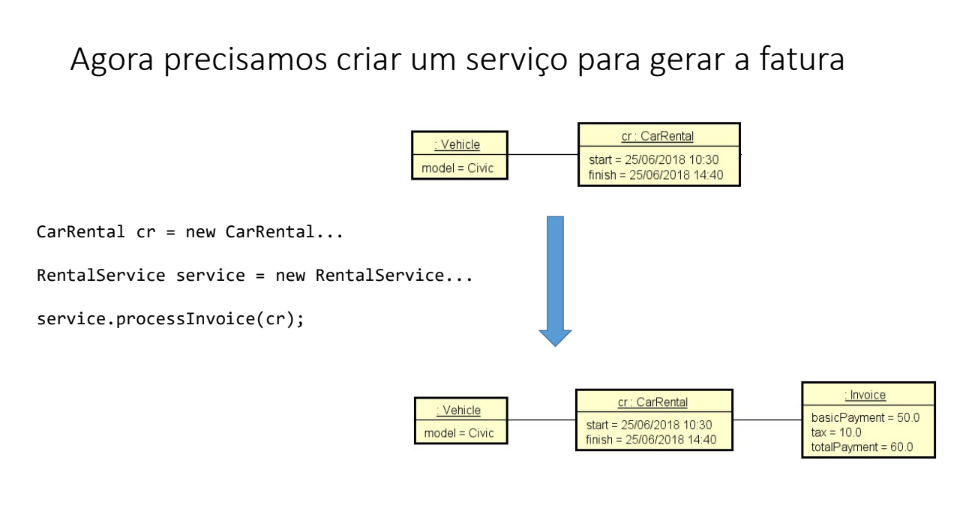 Agora precisamos criar um serviço para gerar a fatura
: Vehicle
model = Civic
cr : CarRental
start = 25/06/2018 10:30
finish = 25/06/2018 14:40
CarRental cr = new CarRental...
RentalService service = new RentalService...
service.processInvoice(cr);
: Vehicle
model = Civic
cr : CarRental
start = 25/06/2018 10:30
finish = 25/06/2018 14:40
: Invoice
basicPayment = 50.0
tax = 10.0
totalPayment = 60.0